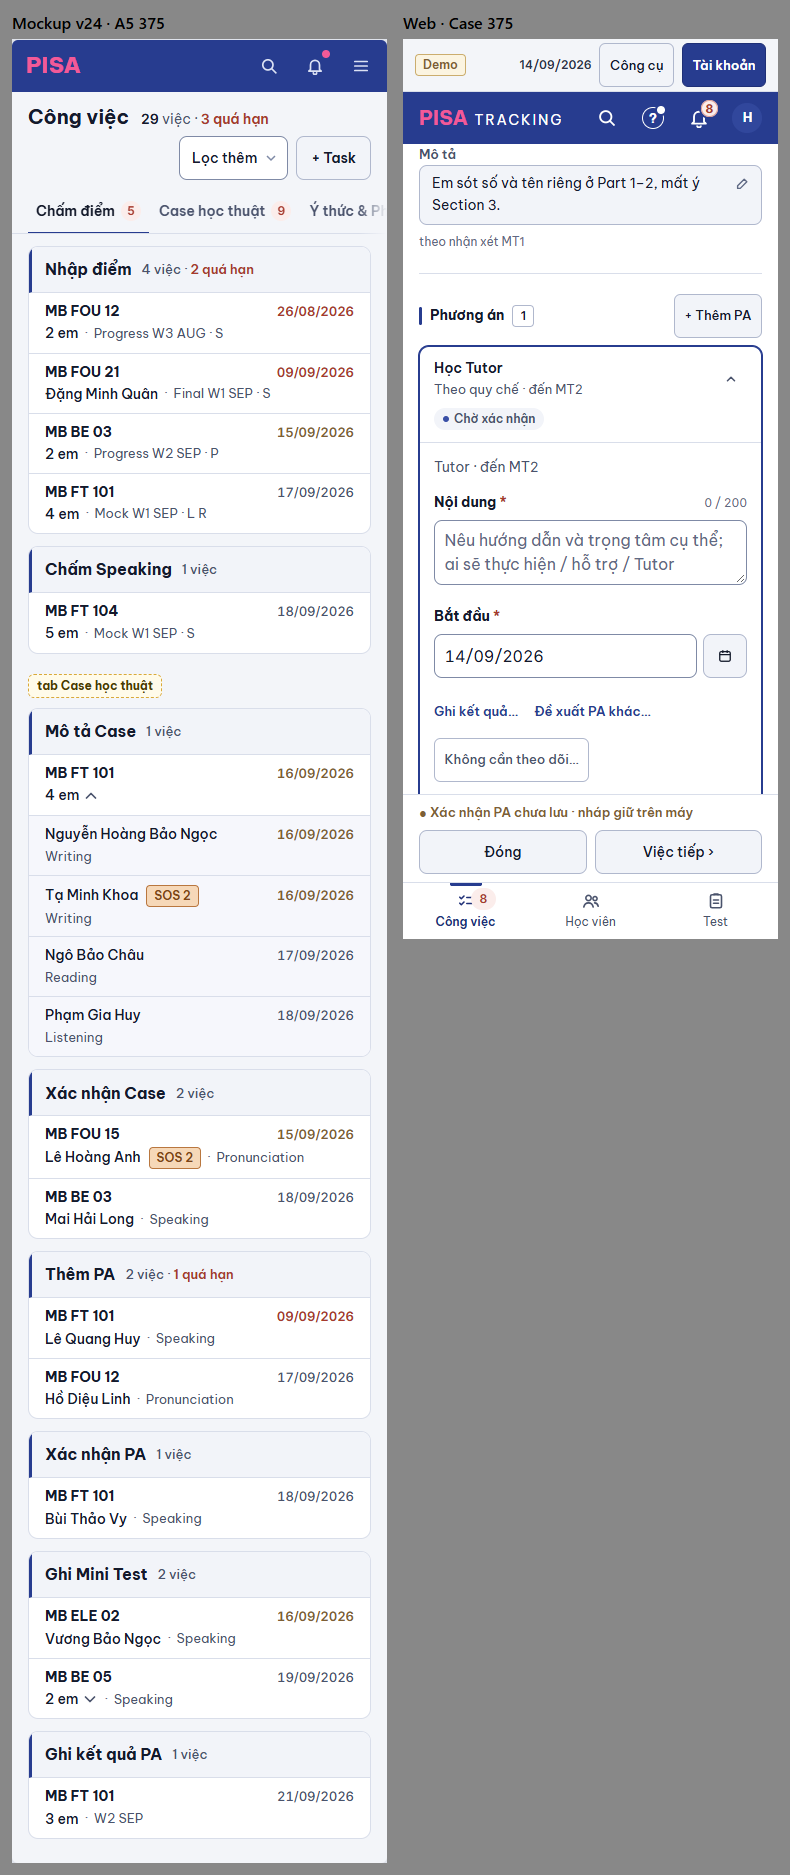 Mockup v24 · A5 375
PISA
Công việc 29 việc · 3 quá hạn
Lọc thêm
+ Task
Chấm điểm 5 Case học thuật 9 Ý thức &
Nhập điểm 4 việc · 2 quá hạn
MB FOU 12 26/08/2026
2 em · Progress W3 AUG · S
MB FOU 21 09/09/2026
Đặng Minh Quân · Final W1 SEP · S
MB BE 03 15/09/2026
2 em · Progress W2 SEP · P
MB FT 101 17/09/2026
4 em · Mock W1 SEP · L R
Chấm Speaking 1 việc
MB FT 104 18/09/2026
5 em · Mock W1 SEP · S
tab Case học thuật
Mô tả Case 1 việc
MB FT 101 16/09/2026
4 em
Nguyễn Hoàng Bảo Ngọc 16/09/2026
Writing
Tạ Minh Khoa SOS 2 16/09/2026
Writing
Ngô Bảo Châu 17/09/2026
Reading
Phạm Gia Huy 18/09/2026
Listening
Xác nhận Case 2 việc
MB FOU 15 15/09/2026
Lê Hoàng Anh SOS 2 · Pronunciation
MB BE 03 18/09/2026
Mai Hải Long · Speaking
Thêm PA 2 việc · 1 quá hạn
MB FT 101 09/09/2026
Lê Quang Huy · Speaking
MB FOU 12 17/09/2026
Hồ Diệu Linh · Pronunciation
Xác nhận PA 1 việc
MB FT 101 18/09/2026
Bùi Thảo Vy · Speaking
Ghi Mini Test 2 việc
MB ELE 02 16/09/2026
Vương Bảo Ngọc · Speaking
MB BE 05 19/09/2026
2 em · Speaking
Ghi kết quả PA 1 việc
MB FT 101 21/09/2026
3 em · W2 SEP
Web · Case 375
Demo 14/09/2026 Công cụ Tài khoản
PISA TRACKING ? 8 H
Mô tả
Em sót số và tên riêng ở Part 1–2, mất ý
Section 3.
theo nhận xét MT1
Phương án 1 + Thêm PA
Học Tutor
Theo quy chế · đến MT2
Chờ xác nhận
Tutor · đến MT2
Nội dung * 0 / 200
Nêu hướng dẫn và trọng tâm cụ thể;
ai sẽ thực hiện / hỗ trợ / Tutor
Bắt đầu *
14/09/2026
Ghi kết quả... Đề xuất PA khác...
Không cần theo dõi...
Xác nhận PA chưa lưu · nháp giữ trên máy
Đóng Việc tiếp ›
8
Công việc Học viên Test